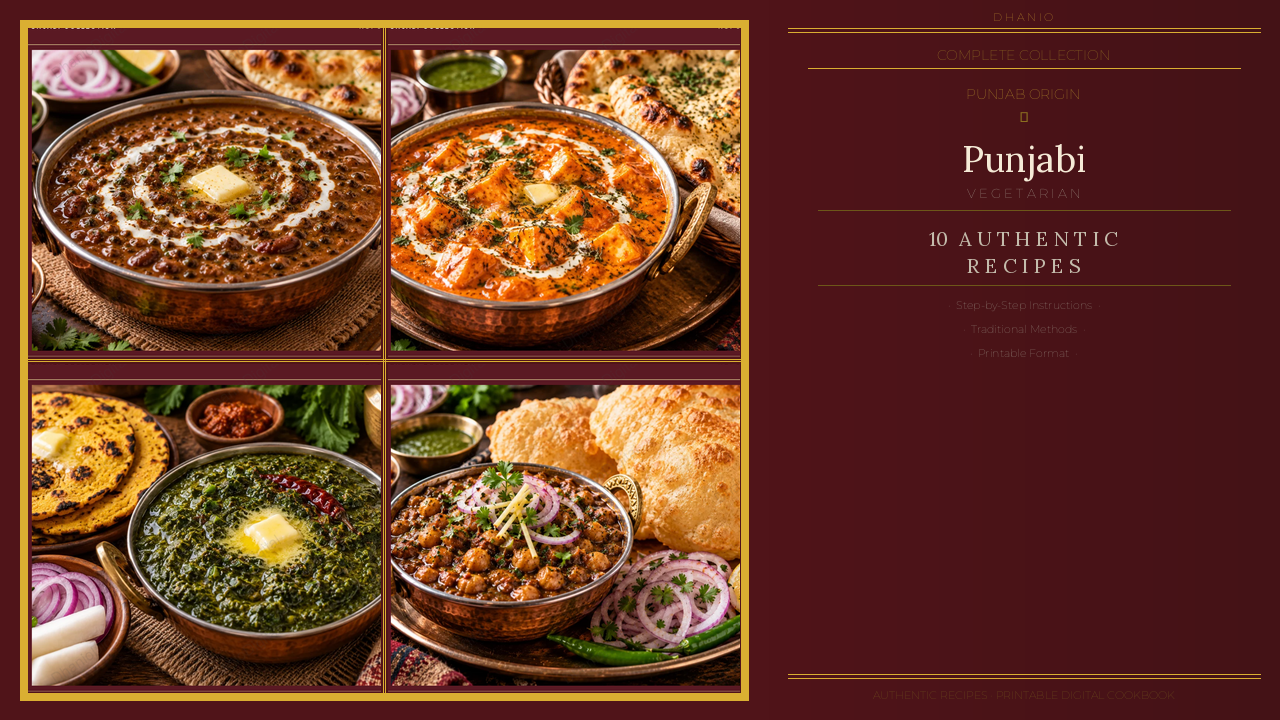 DHANIO
COMPLETE COLLECTION
PUNJAB ORIGIN
Punjabi
VEGETARIAN
10 AUTHENTIC
RECIPES
· Step-by-Step Instructions ·
· Traditional Methods ·
· Printable Format ·
AUTHENTIC RECIPES · PRINTABLE DIGITAL COOKBOOK